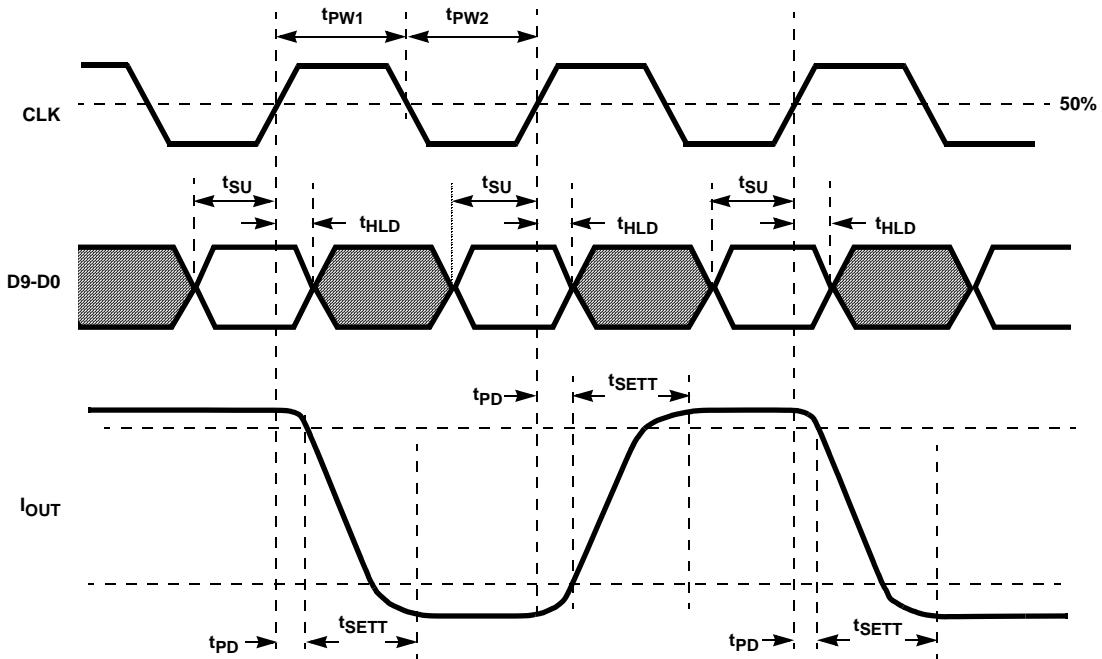 tPW1 tPW2
CLK
50%
tSU tSU tSU
tHLD tHLD tHLD
D9-D0
tPD tSETT
IOUT
tPD tSETT tPD tSETT